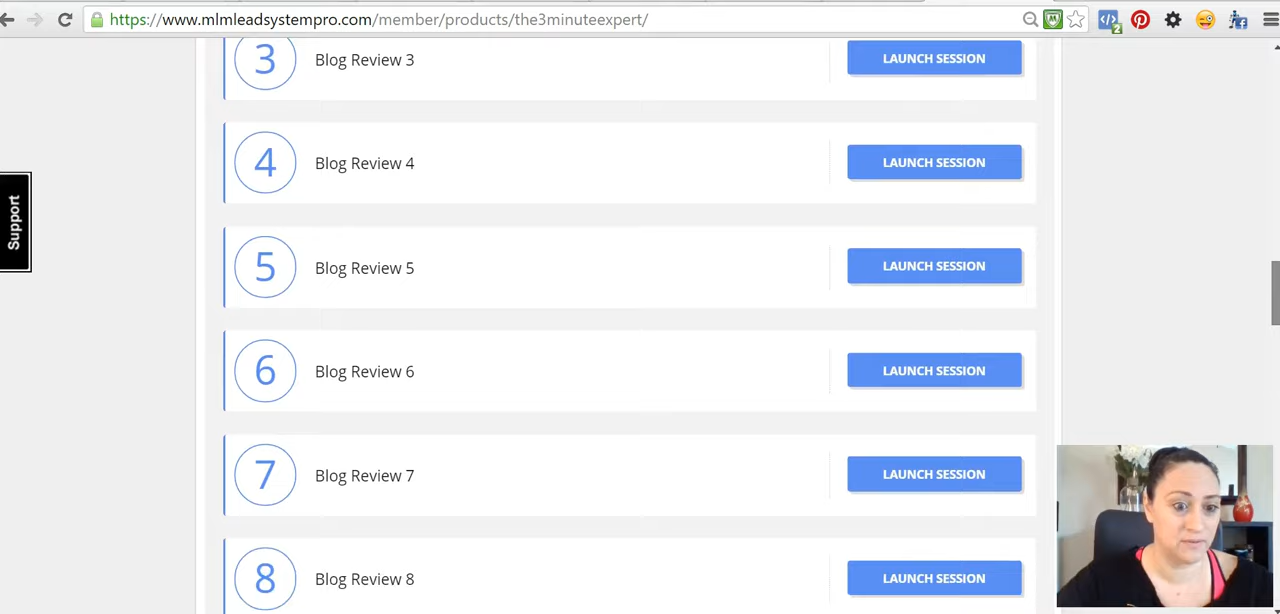 https://www.mlmleadsystempro.com/member/products/the3minuteexpert/
2
3 Blog Review 3 LAUNCH SESSION
4 Blog Review 4 LAUNCH SESSION
Support
5 Blog Review 5 LAUNCH SESSION
6 Blog Review 6 LAUNCH SESSION
7 Blog Review 7 LAUNCH SESSION
8 Blog Review 8 LAUNCH SESSION